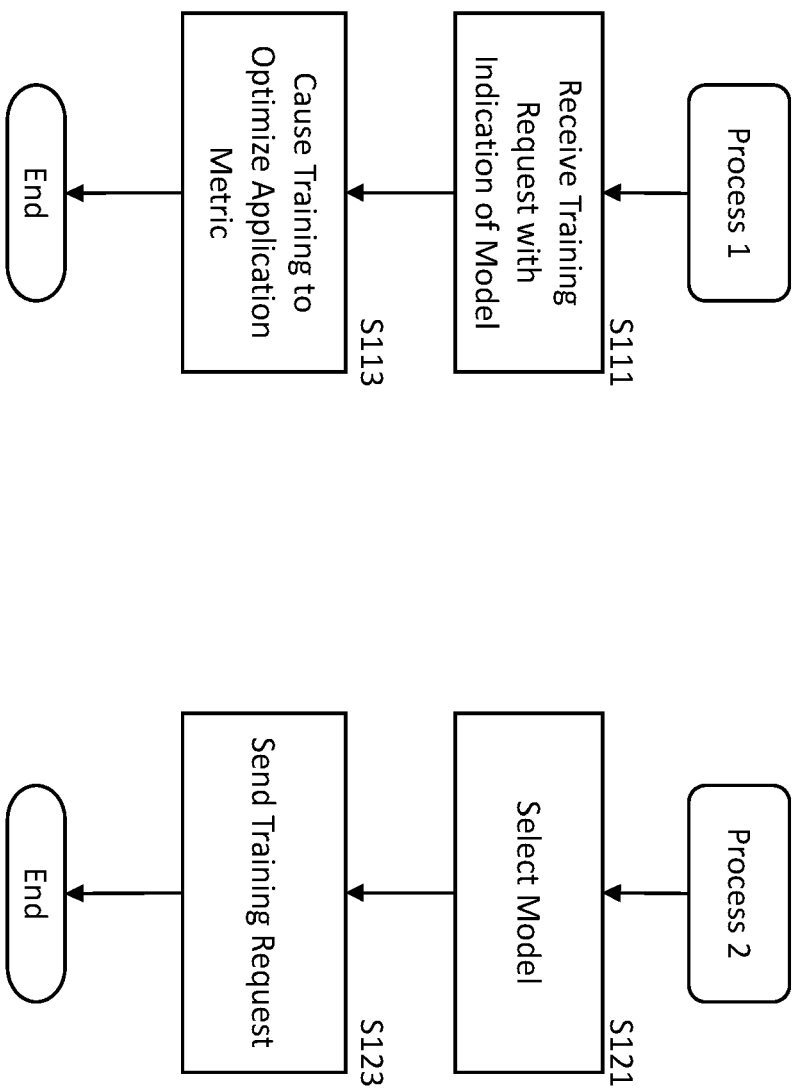 Process 1
S111
Receive Training
Request with
Indication of Model
S113
Cause Training to
Optimize Application
Metric
End
Process 2
S121
Select Model
S123
Send Training Request
End